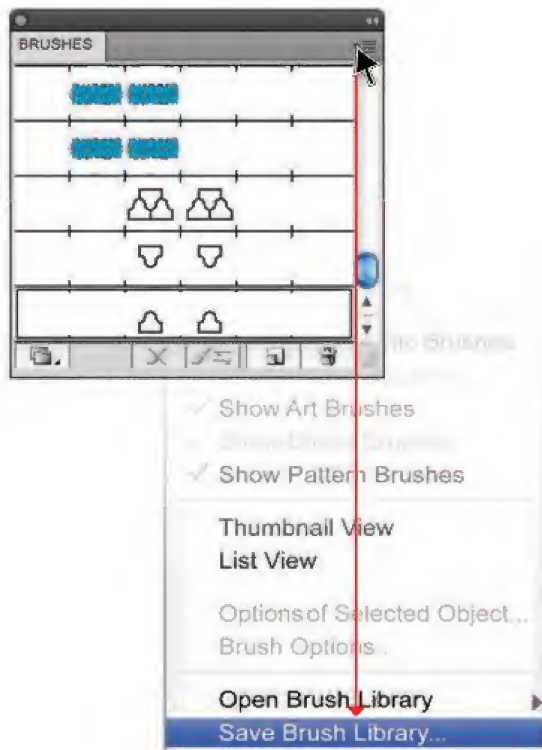 BRUSHES
Brushes
Show Art Brushes
Show Pattern Brushes
Thumbnail View
List View
Options of Selected Object...
Brush Options...
Open Brush Library
Save Brush Library...